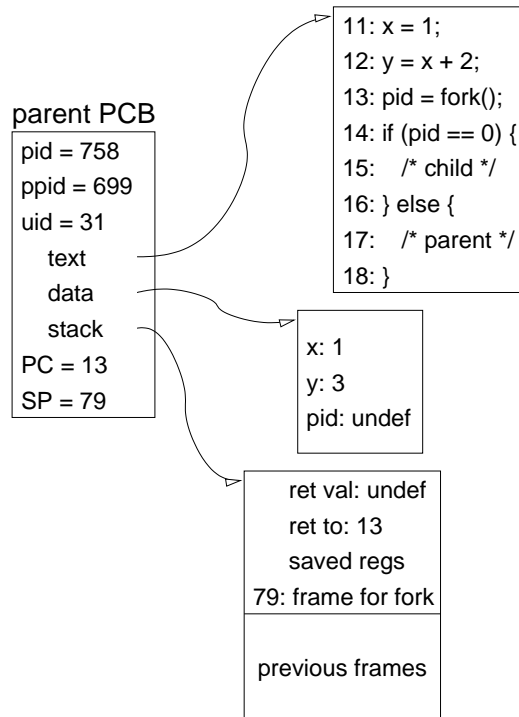 parent PCB
pid = 758
ppid = 699
uid = 31
text
data
stack
PC = 13
SP = 79
11: x = 1;
12: y = x + 2;
13: pid = fork();
14: if (pid == 0) {
15: /* child */
16: } else {
17: /* parent */
18: }
x: 1
y: 3
pid: undef
ret val: undef
ret to: 13
saved regs
79: frame for fork
previous frames